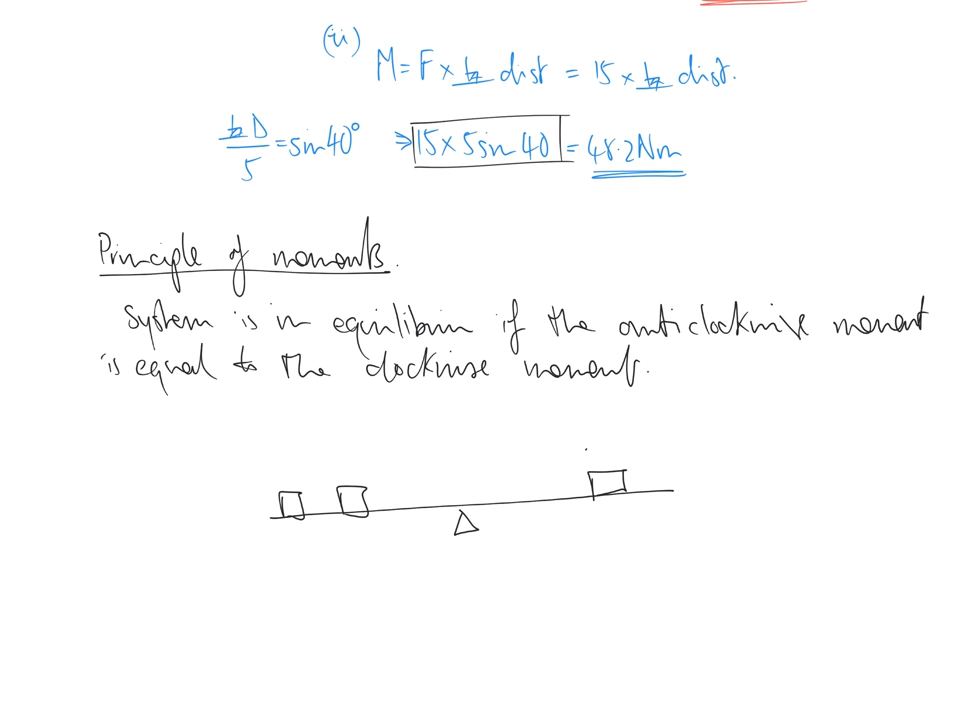 (ii)
M = F × ⊥ dist = 15 × ⊥ dist.
⊥D/5 = sin 40° ⇒ 15 × 5 sin 40 = 48.2 Nm
Principle of moments.
System is in equilibrium if the anticlockwise moment
is equal to the clockwise moments.